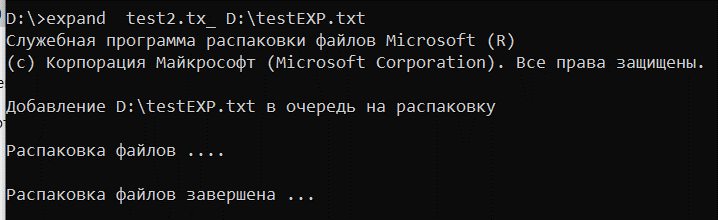 D:\>expand  test2.tx_ D:\testEXP.txt
Служебная программа распаковки файлов Microsoft (R)
(c) Корпорация Майкрософт (Microsoft Corporation). Все права защищены.
Добавление D:\testEXP.txt в очередь на распаковку
Распаковка файлов ....
Распаковка файлов завершена ...